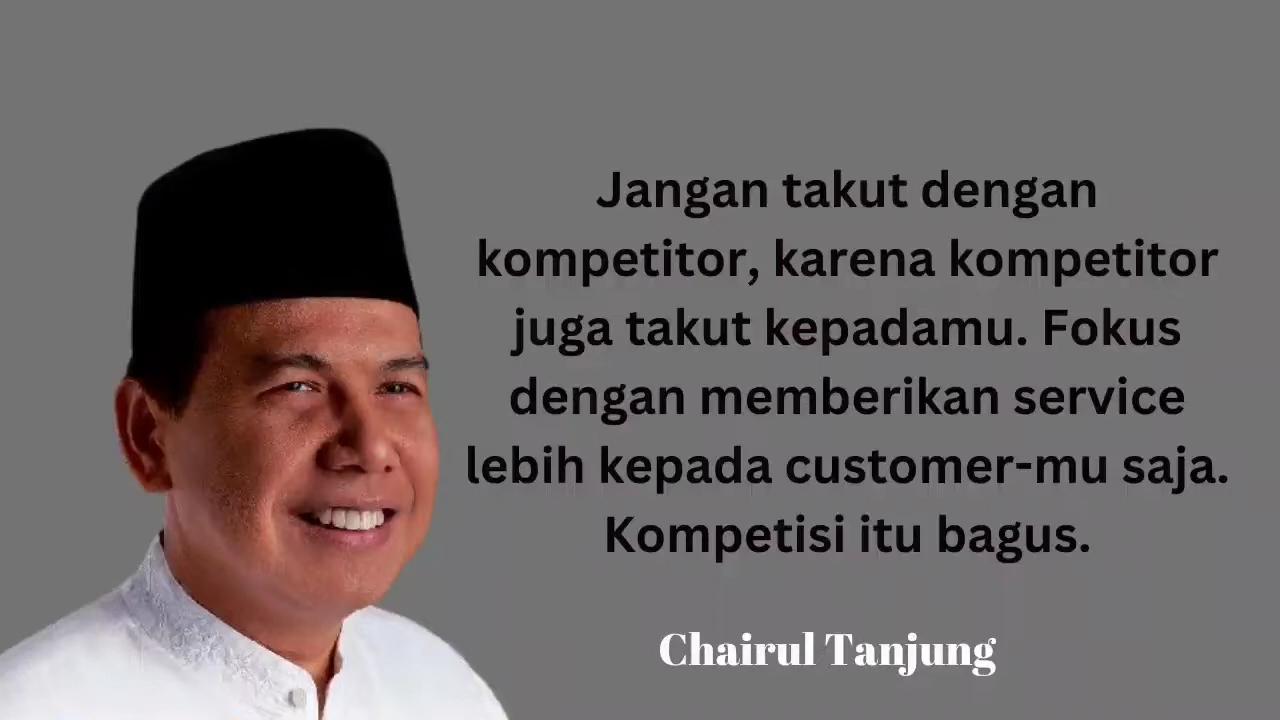 Jangan takut dengan
kompetitor, karena kompetitor
juga takut kepadamu. Fokus
dengan memberikan service
lebih kepada customer-mu saja.
Kompetisi itu bagus.
Chairul Tanjung